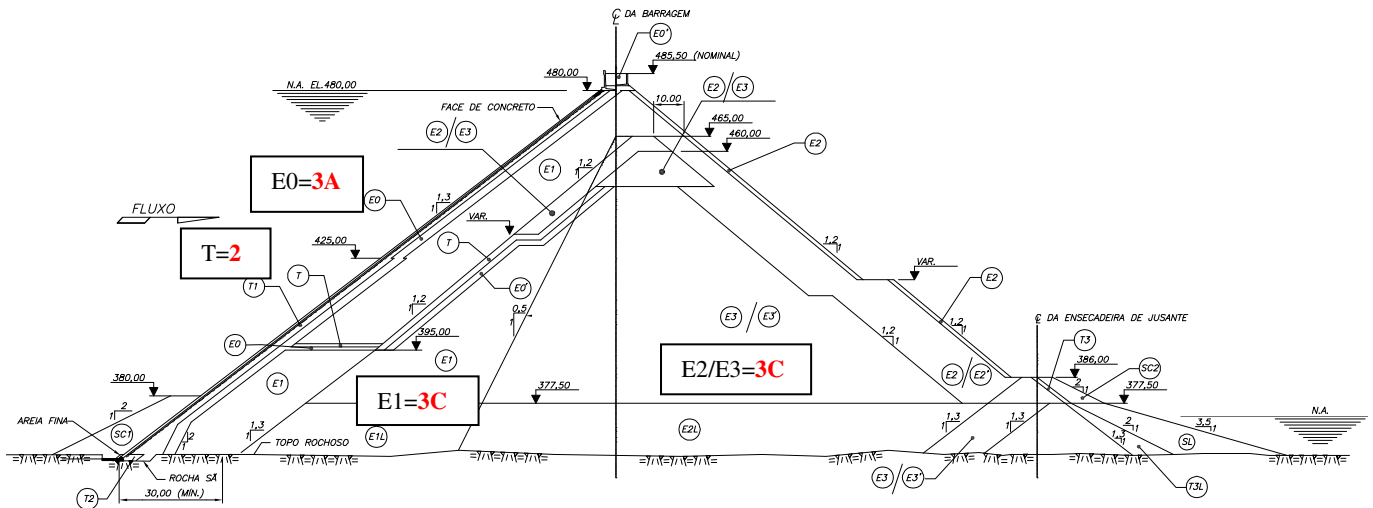 ₵ DA BARRAGEM
E0'
485,50 (NOMINAL)
480,00
N.A. EL.480,00
E2/E3
10.00
FACE DE CONCRETO
E2/E3
465,00
460,00
E2
E1
1,2
1
E0=3A
1,3
1
E0
FLUXO
VAR.
T=2
425,00
T
T1
T
E0'
1,2
1
VAR.
E2
1,2
1
0,5
1
E3/E3'
1,2
1
1,2
1
₵ DA ENSECADEIRA DE JUSANTE
E0
395,00
E1
E1
T3
386,00
SC2
380,00
E1=3C
E2/E3=3C
E2/E2'
377,50
377,50
2
1
2
1
AREIA FINA
SC1
1,3
1
E1L
TOPO ROCHOSO
E2L
1,3
1
1,3
1
1,3
1
2
1
3,5
1
SL
N.A.
2
1
ROCHA SÃ
T2
30,00 (MÍN.)
E3/E3'
T3L